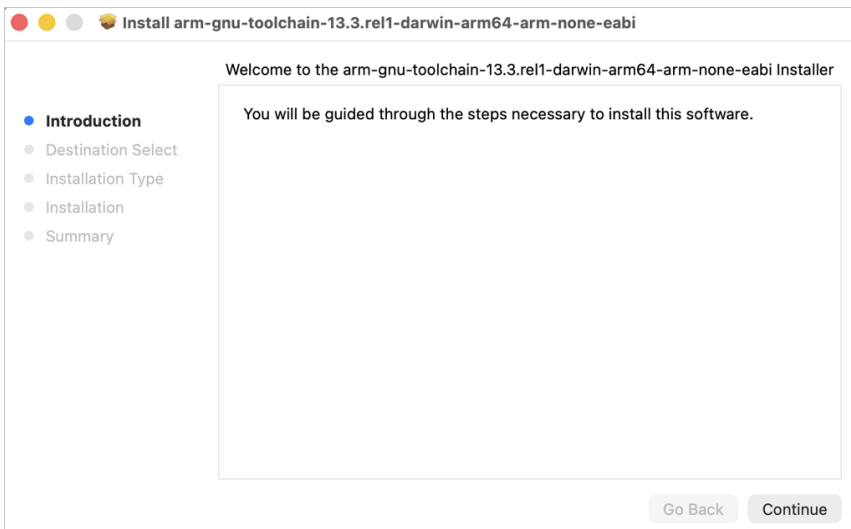 Install arm-gnu-toolchain-13.3.rel1-darwin-arm64-arm-none-eabi
Welcome to the arm-gnu-toolchain-13.3.rel1-darwin-arm64-arm-none-eabi Installer
Introduction
Destination Select
Installation Type
Installation
Summary
You will be guided through the steps necessary to install this software.
Go Back
Continue